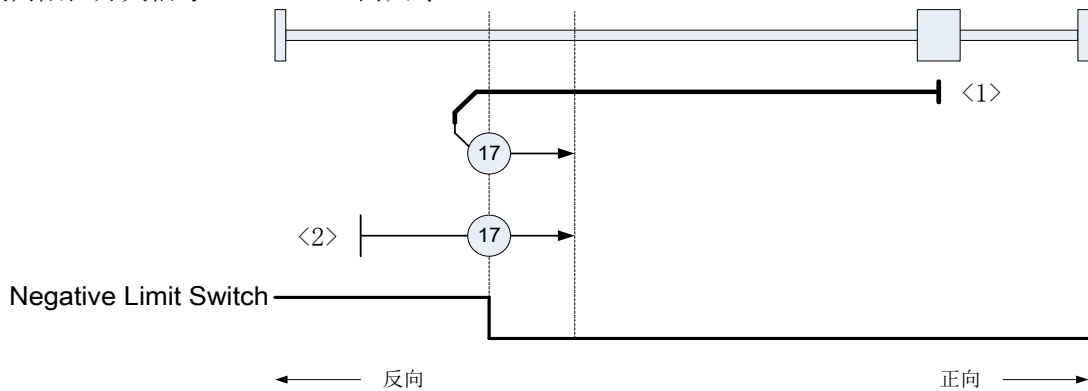 <1>
17
<2>
17
Negative Limit Switch
反向
正向